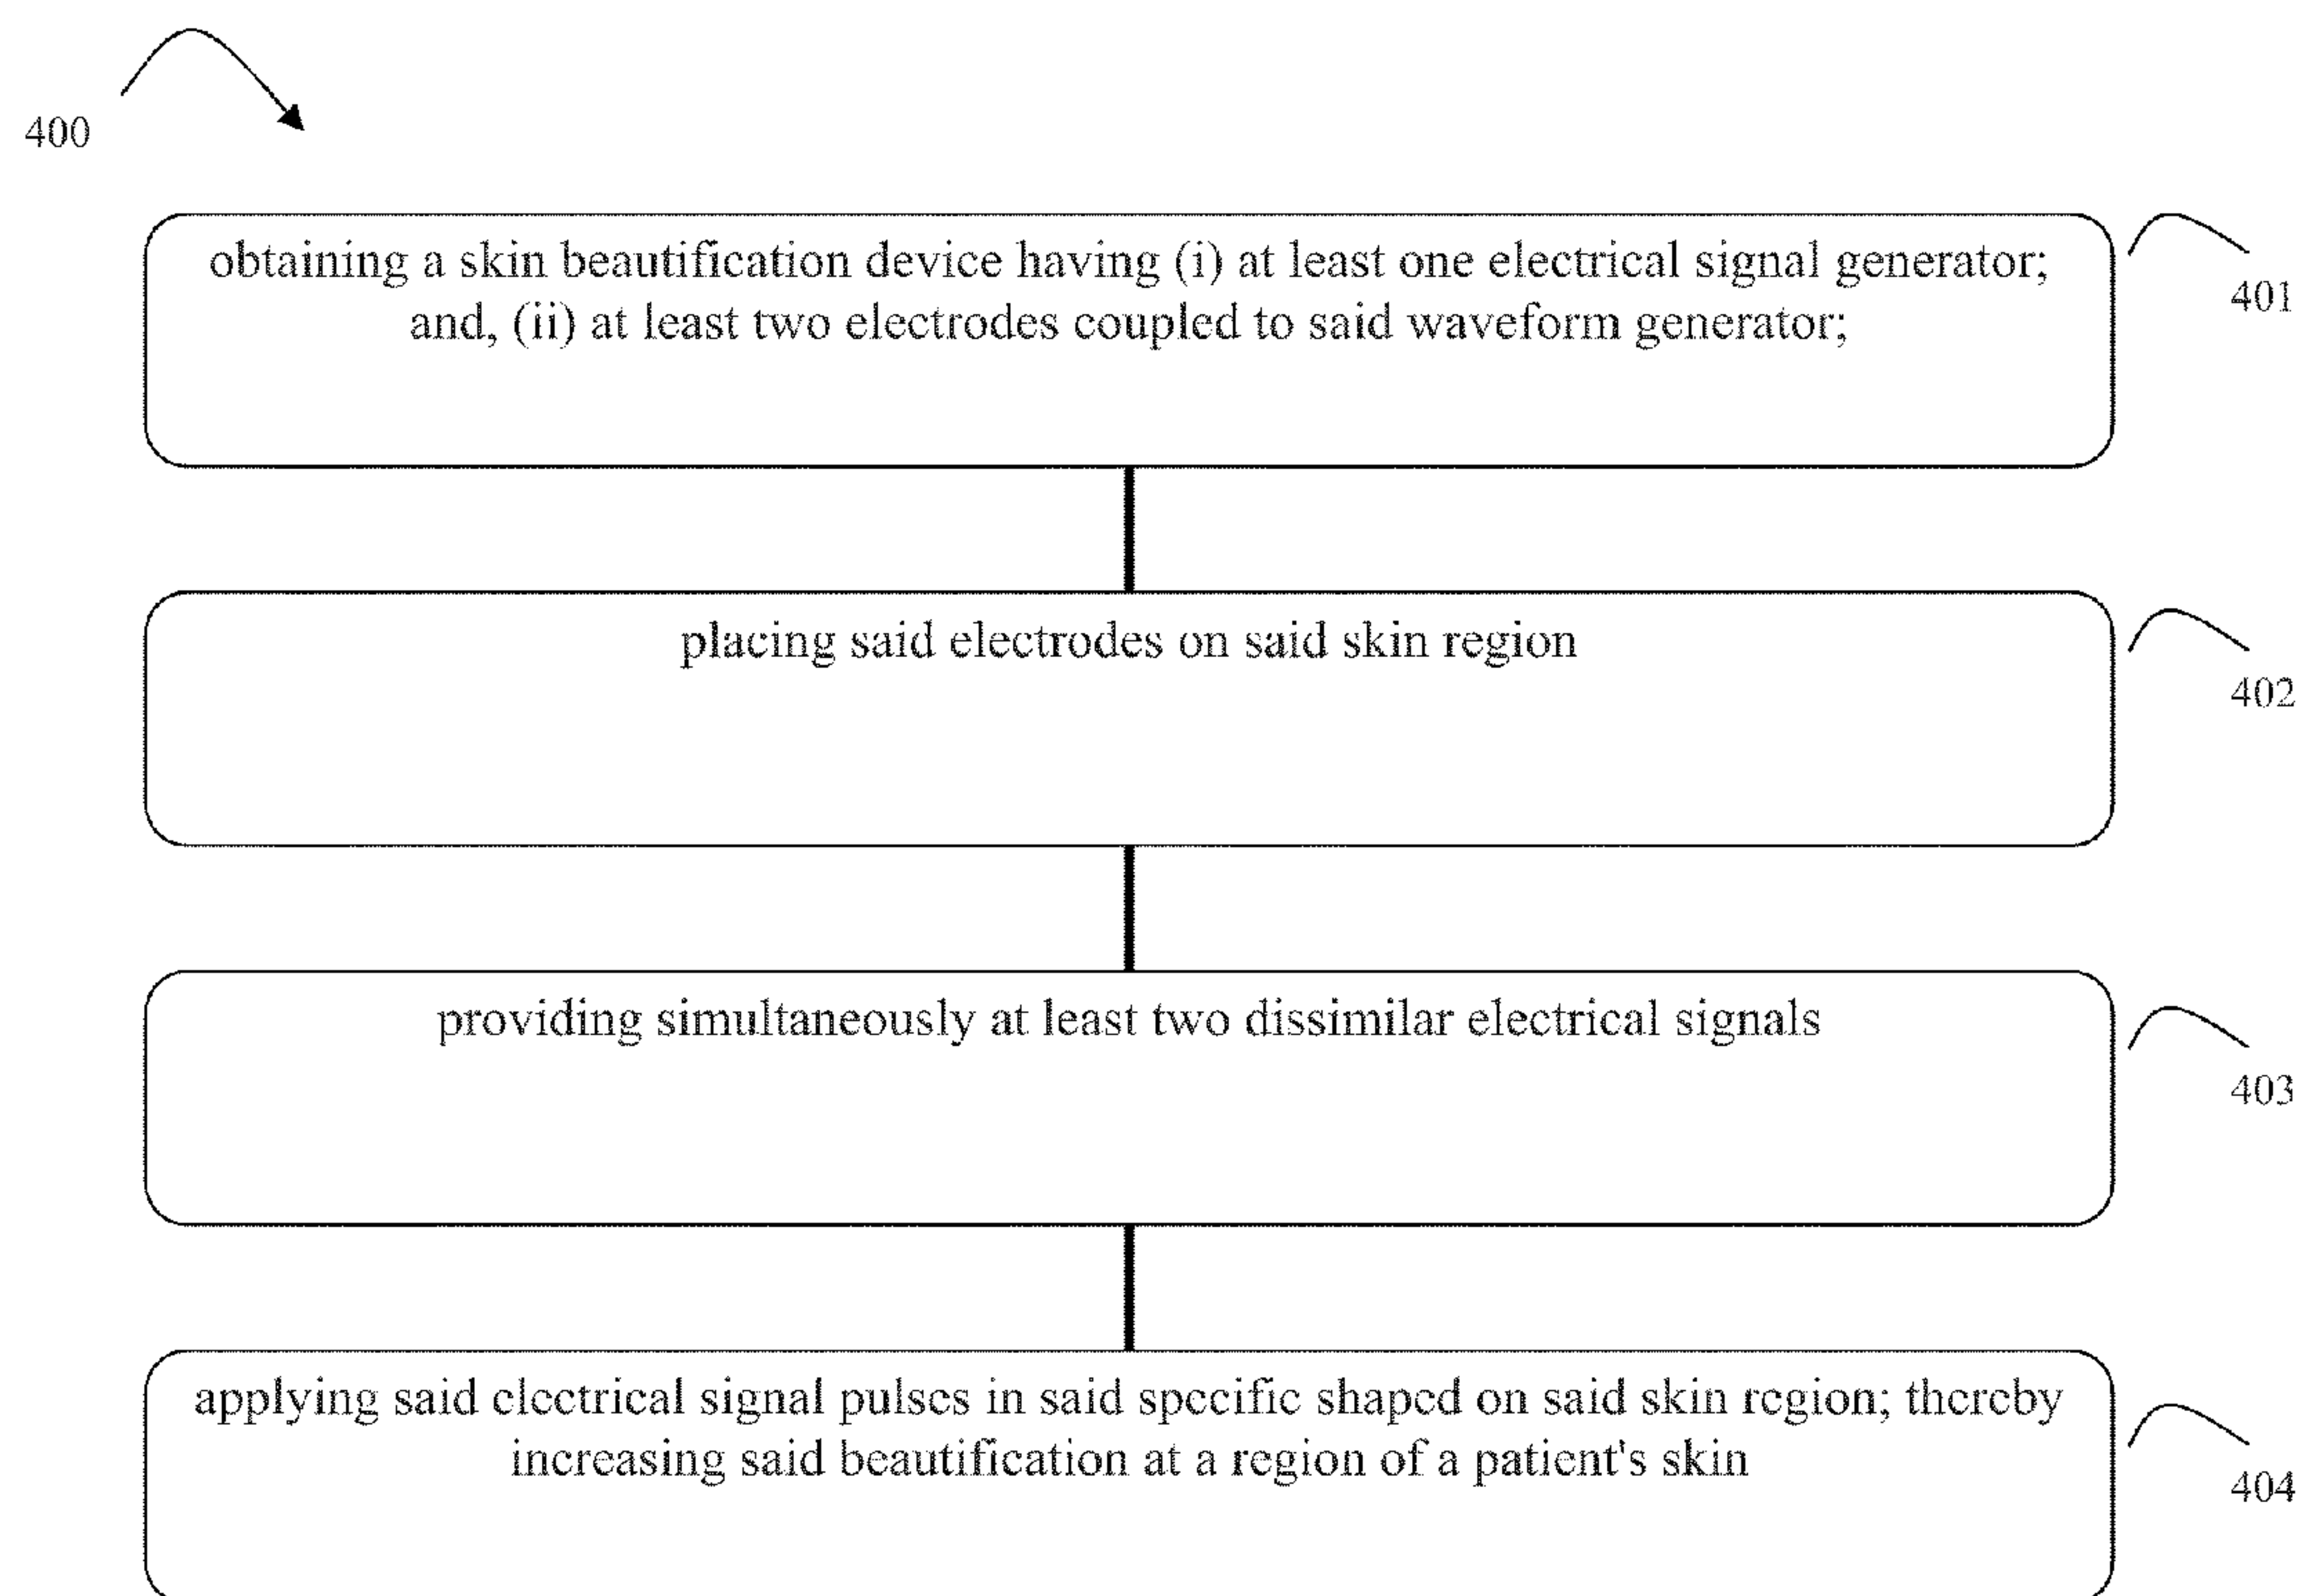 400
obtaining a skin beautification device having (i) at least one electrical signal generator;
and, (ii) at least two electrodes coupled to said waveform generator;
401
placing said electrodes on said skin region
402
providing simultaneously at least two dissimilar electrical signals
403
applying said electrical signal pulses in said specific shaped on said skin region; thereby
increasing said beautification at a region of a patient's skin
404